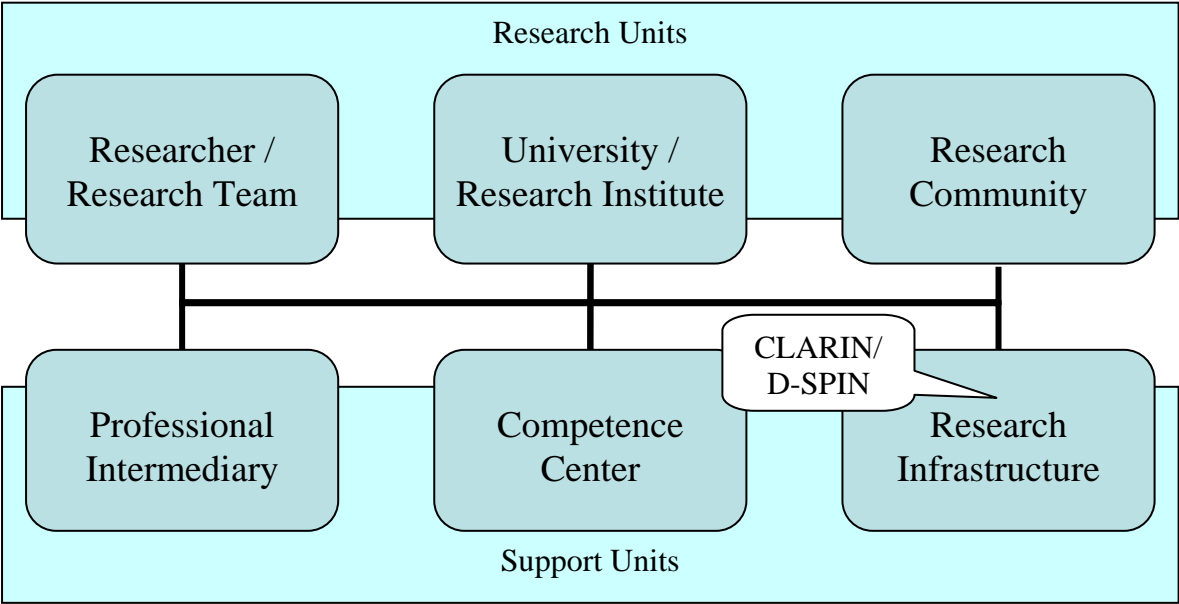 Research Units
Researcher /
Research Team
University /
Research Institute
Research
Community
CLARIN/
D-SPIN
Professional
Intermediary
Competence
Center
Research
Infrastructure
Support Units